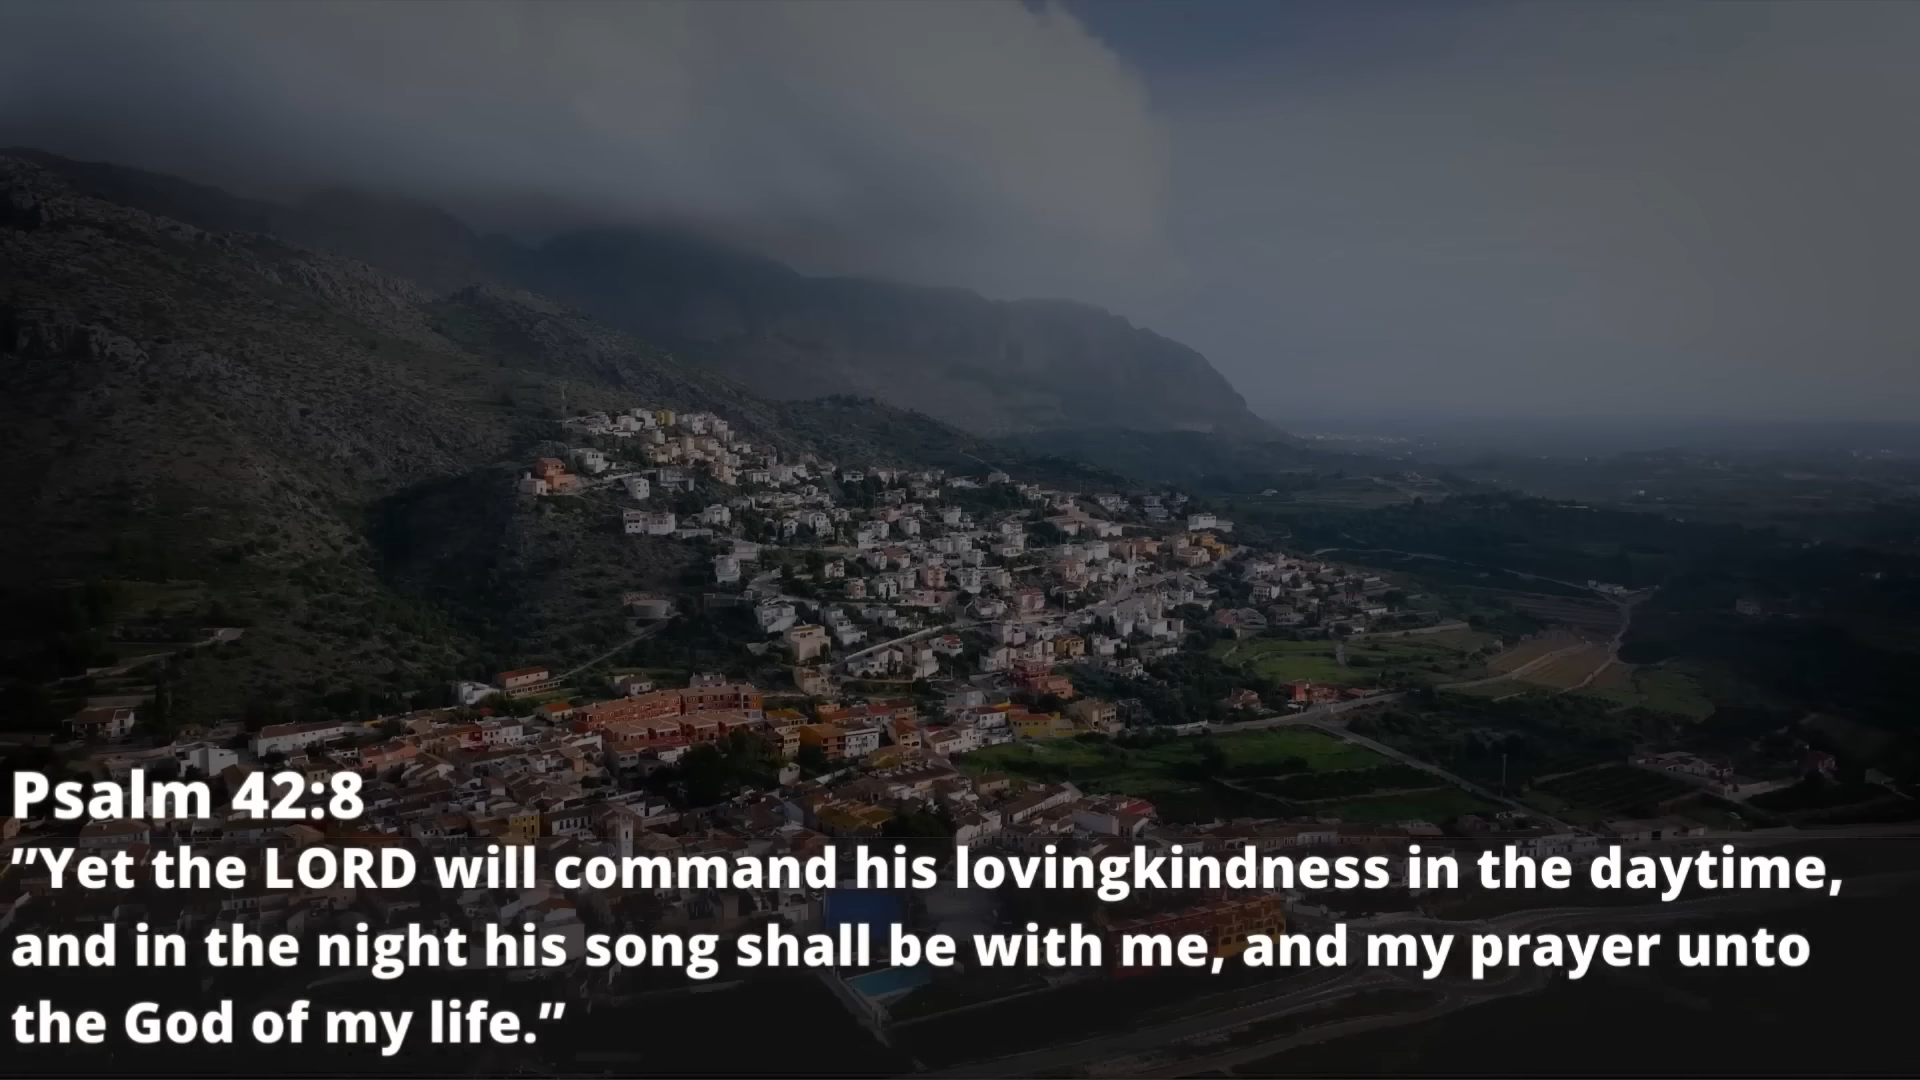 Psalm 42:8
"Yet the LORD will command his lovingkindness in the daytime,
and in the night his song shall be with me, and my prayer unto
the God of my life.”